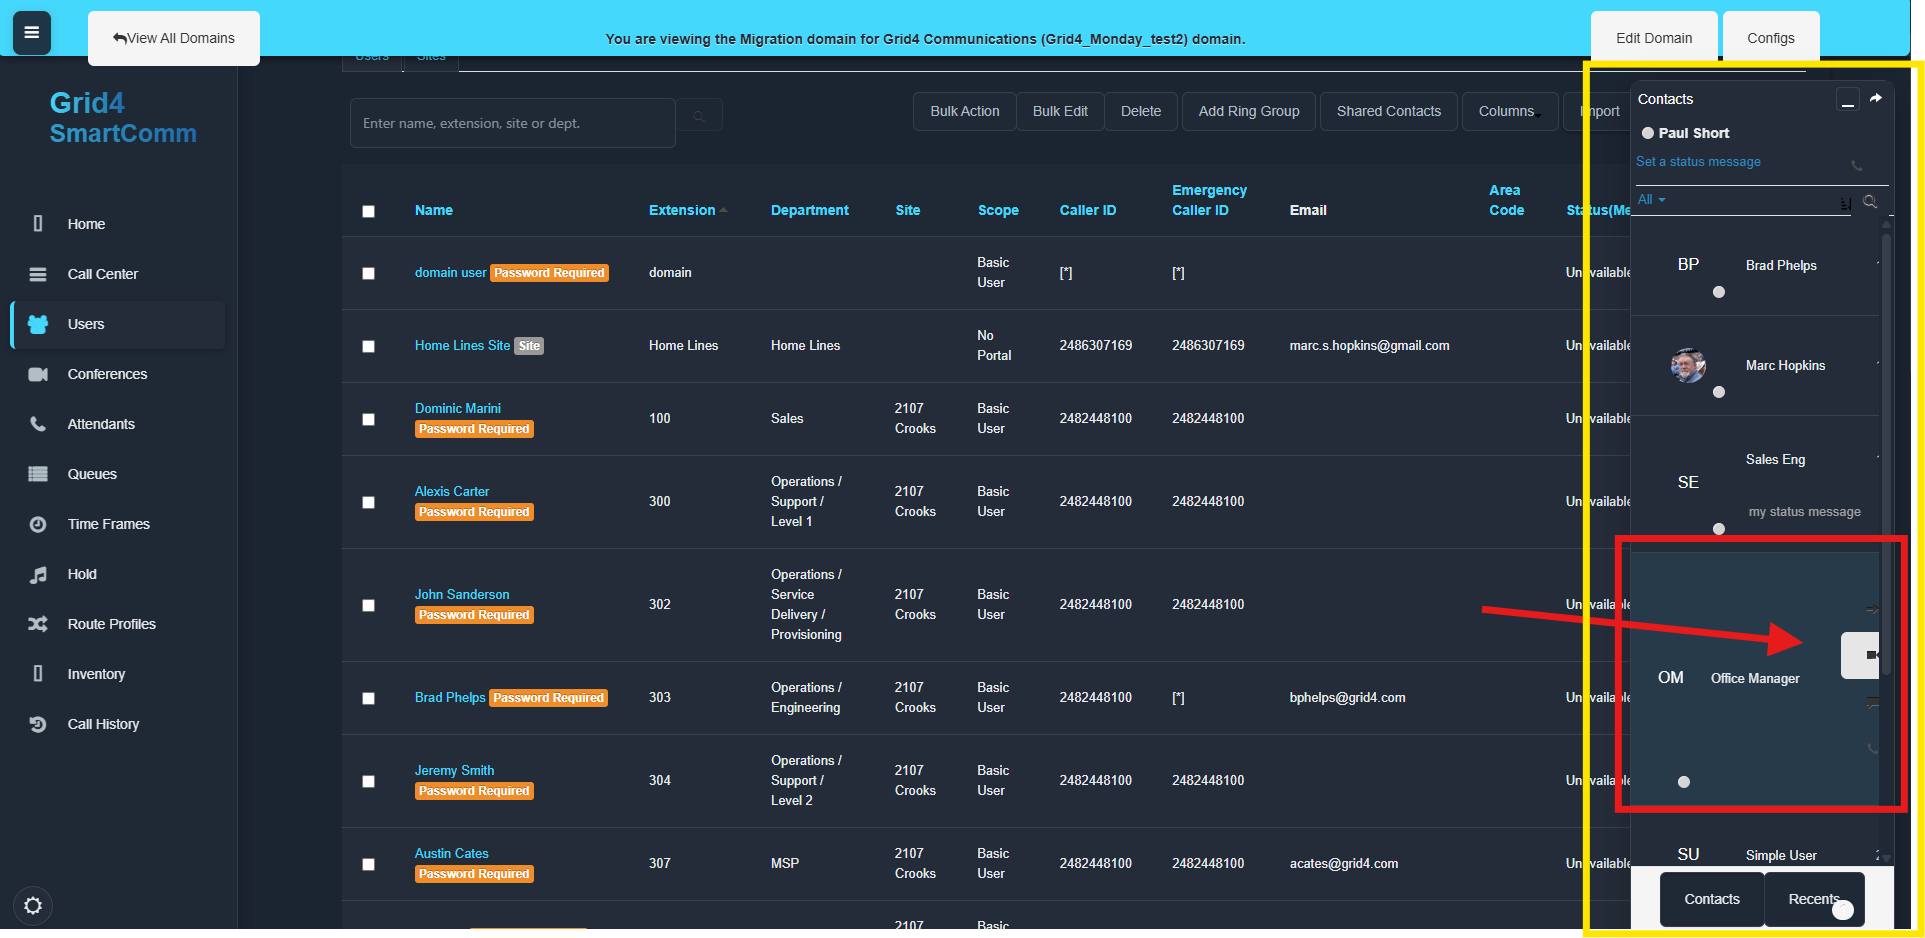 View All Domains
You are viewing the Migration domain for Grid4 Communications (Grid4_Monday_test2) domain.
Edit Domain
Configs
Users
Sites
Grid4
SmartComm
Home
Call Center
Users
Conferences
Attendants
Queues
Time Frames
Hold
Route Profiles
Inventory
Call History
Enter name, extension, site or dept.
Bulk Action
Bulk Edit
Delete
Add Ring Group
Shared Contacts
Columns
Import
Name
Extension
Department
Site
Scope
Caller ID
Emergency
Caller ID
Email
Area
Code
Status(Me
domain user Password Required
domain
Basic
User
[*]
[*]
Unavailable
Home Lines Site Site
Home Lines
Home Lines
No
Portal
2486307169
2486307169
marc.s.hopkins@gmail.com
Unavailable
Dominic Marini
Password Required
100
Sales
2107
Crooks
Basic
User
2482448100
2482448100
Unavailable
Alexis Carter
Password Required
300
Operations /
Support /
Level 1
2107
Crooks
Basic
User
2482448100
2482448100
Unavailable
John Sanderson
Password Required
302
Operations /
Service
Delivery /
Provisioning
2107
Crooks
Basic
User
2482448100
2482448100
Unavailable
Brad Phelps Password Required
303
Operations /
Engineering
2107
Crooks
Basic
User
2482448100
[*]
bphelps@grid4.com
Unavailable
Jeremy Smith
Password Required
304
Operations /
Support /
Level 2
2107
Crooks
Basic
User
2482448100
2482448100
Unavailable
Austin Cates
Password Required
307
MSP
2107
Crooks
Basic
User
2482448100
2482448100
acates@grid4.com
Unavailable
2107
Basic
Contacts
Paul Short
Set a status message
All
BP
Brad Phelps
Marc Hopkins
SE
Sales Eng
my status message
OM
Office Manager
SU
Simple User
Contacts
Recents